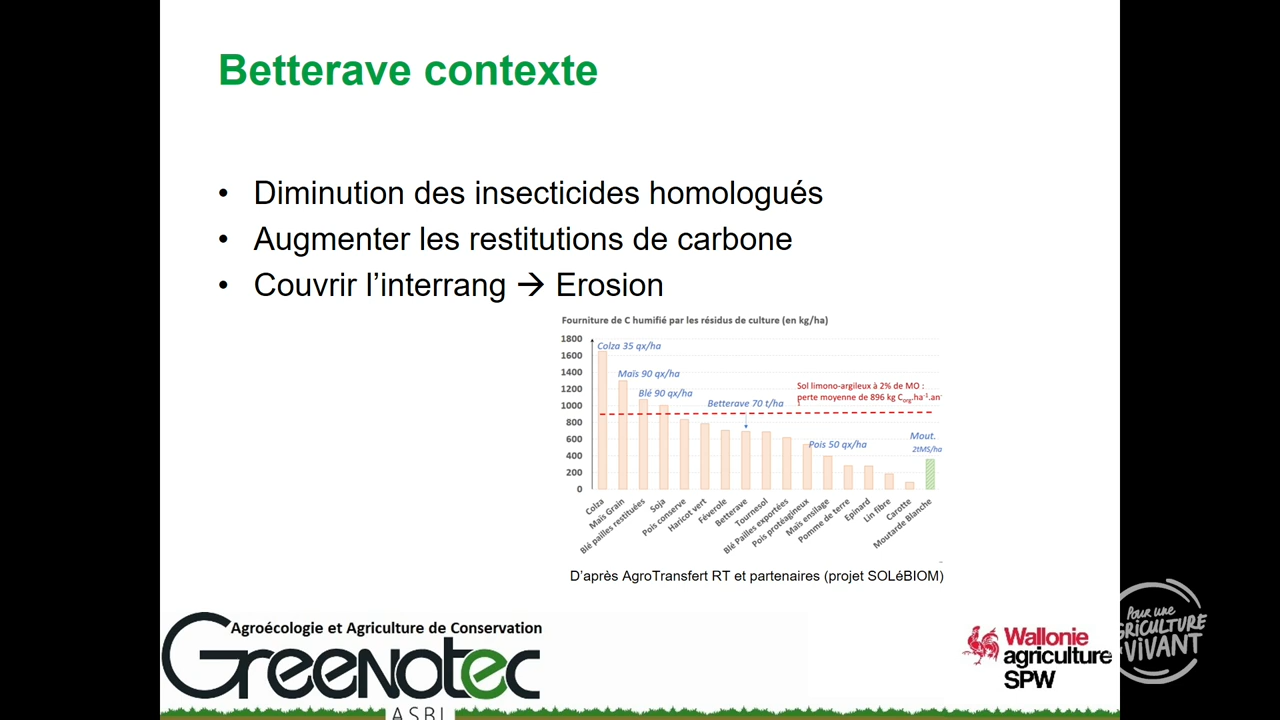 Betterave contexte
• Diminution des insecticides homologués
• Augmenter les restitutions de carbone
• Couvrir l’interrang → Erosion
Fourniture de C humifié par les résidus de culture (en kg/ha)
1800
1600
1400
1200
1000
800
600
400
200
0
Colza 35 qx/ha
Maïs 90 qx/ha
Blé 90 qx/ha
Betterave 70 t/ha
Sol limono-argileux à 2% de MO :
perte moyenne de 896 kg Corg.ha-1.an-
1
Pois 50 qx/ha
Mout.
2tMS/ha
Colza
Maïs Grain
Blé pailles restituées
Soja
Pois conserve
Haricot vert
Féverole
Betterave
Tournesol
Blé Pailles exportées
Pois protéagineux
Maïs ensilage
Pomme de terre
Epinard
Lin fibre
Carotte
Moutarde Blanche
D’après AgroTransfert RT et partenaires (projet SOLéBIOM)
Agroécologie et Agriculture de Conservation
Greenotec
ASBL
Wallonie
agriculture
SPW
Pour une
AGRICULTURE
du VIVANT